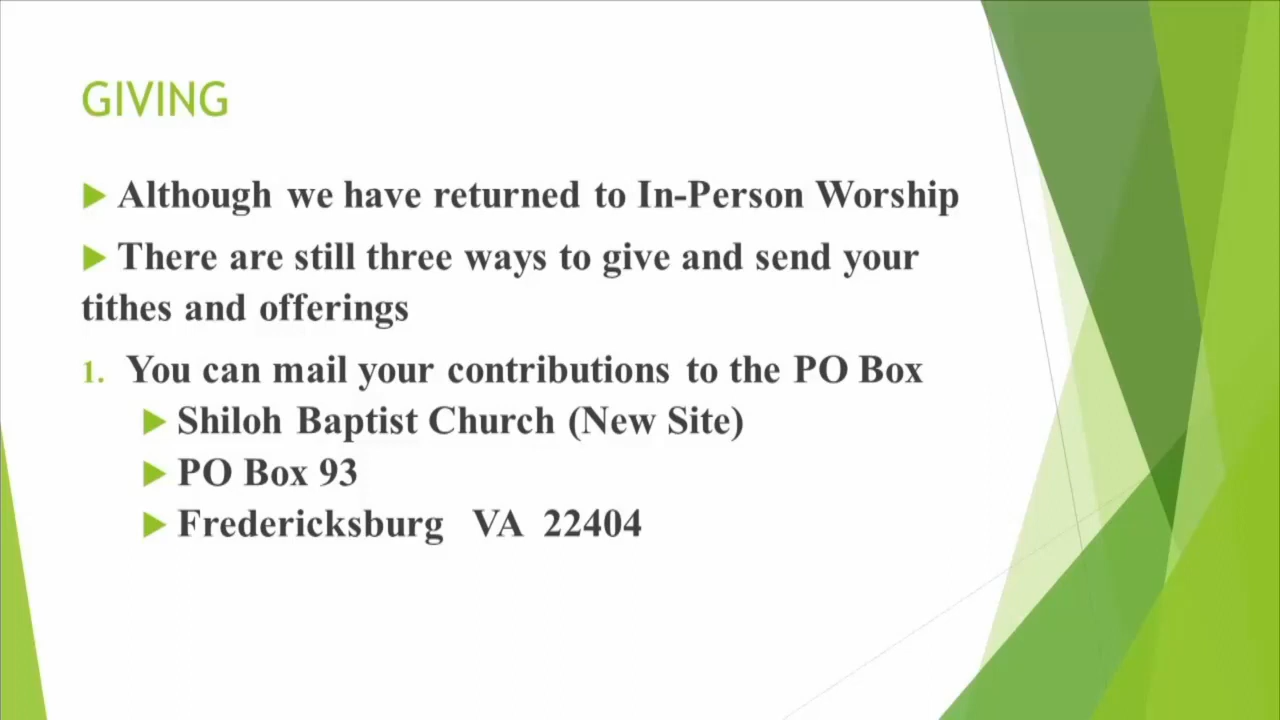 GIVING
Although we have returned to In-Person Worship
There are still three ways to give and send your
tithes and offerings
1. You can mail your contributions to the PO Box
Shiloh Baptist Church (New Site)
PO Box 93
Fredericksburg VA 22404